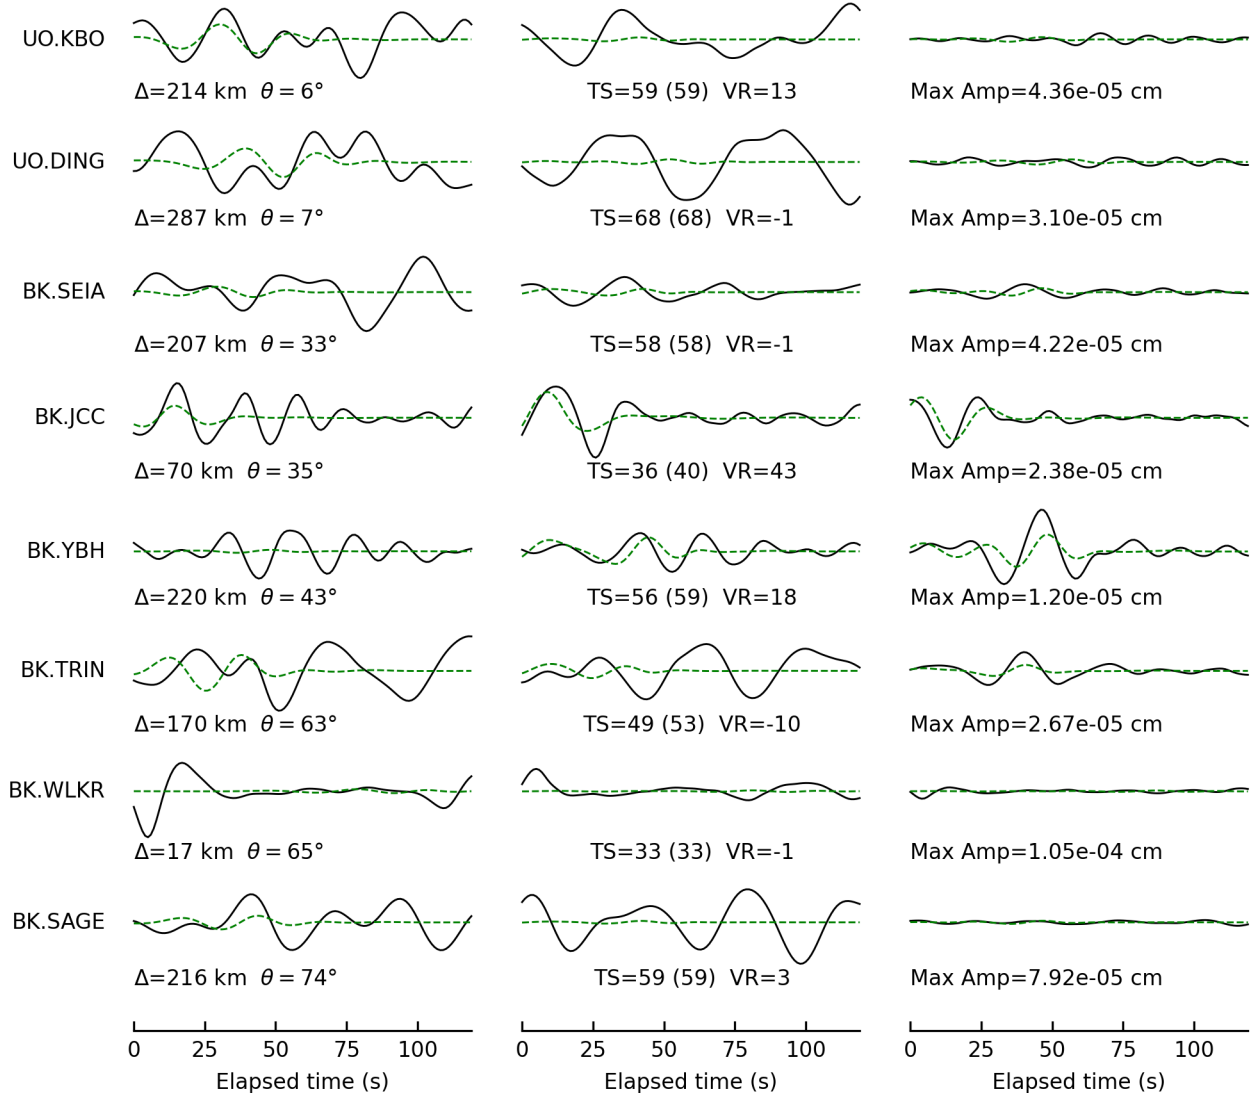 UO.KBO
Δ=214 km θ = 6° TS=59 (59) VR=13 Max Amp=4.36e-05 cm
UO.DING
Δ=287 km θ = 7° TS=68 (68) VR=-1 Max Amp=3.10e-05 cm
BK.SEIA
Δ=207 km θ = 33° TS=58 (58) VR=-1 Max Amp=4.22e-05 cm
BK.JCC
Δ=70 km θ = 35° TS=36 (40) VR=43 Max Amp=2.38e-05 cm
BK.YBH
Δ=220 km θ = 43° TS=56 (59) VR=18 Max Amp=1.20e-05 cm
BK.TRIN
Δ=170 km θ = 63° TS=49 (53) VR=-10 Max Amp=2.67e-05 cm
BK.WLKR
Δ=17 km θ = 65° TS=33 (33) VR=-1 Max Amp=1.05e-04 cm
BK.SAGE
Δ=216 km θ = 74° TS=59 (59) VR=3 Max Amp=7.92e-05 cm
0 25 50 75 100 0 25 50 75 100 0 25 50 75 100
Elapsed time (s) Elapsed time (s) Elapsed time (s)